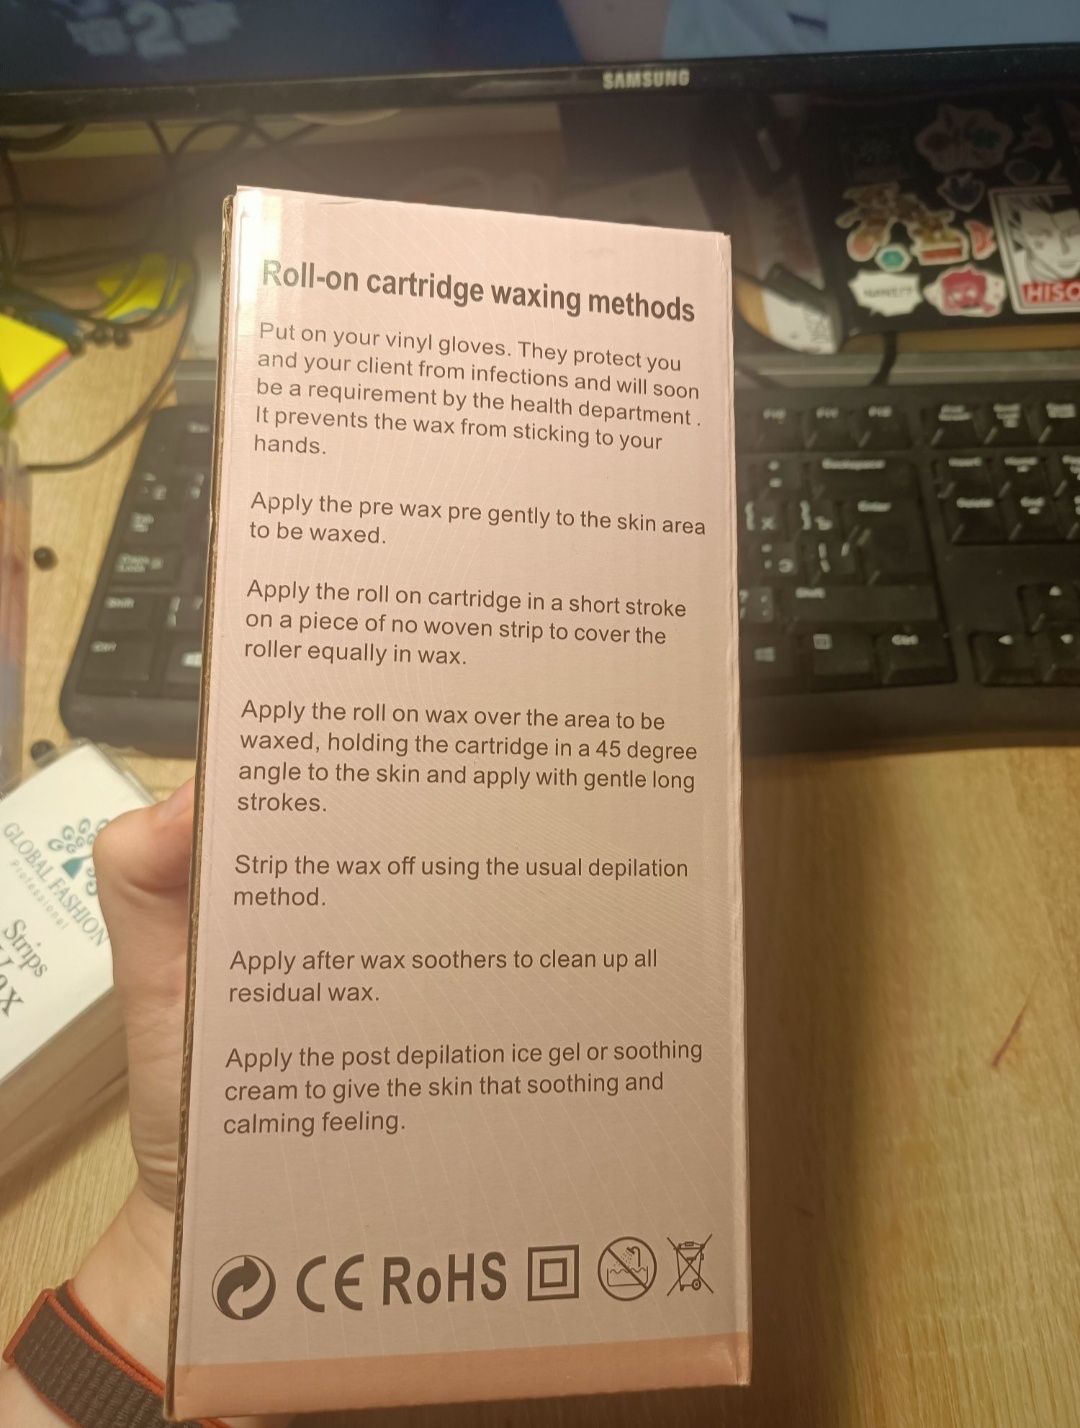 SAMSUNG
HISO
Roll-on cartridge waxing methods
Put on your vinyl gloves. They protect you
and your client from infections and will soon
be a requirement by the health department .
It prevents the wax from sticking to your
hands.
Apply the pre wax pre gently to the skin area
to be waxed.
Apply the roll on cartridge in a short stroke
on a piece of no woven strip to cover the
roller equally in wax.
Apply the roll on wax over the area to be
waxed, holding the cartridge in a 45 degree
angle to the skin and apply with gentle long
strokes.
Strip the wax off using the usual depilation
method.
Apply after wax soothers to clean up all
residual wax.
Apply the post depilation ice gel or soothing
cream to give the skin that soothing and
calming feeling.
CE RoHS
GLOBAL FASHION
Professional
Strips
Backspace
Enter
Shift
Ctrl
Shift
Ctrl